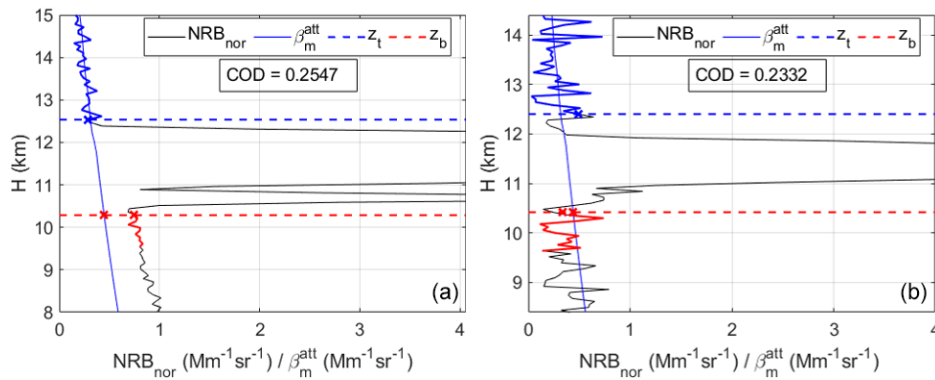 NRB_nor β_m^att z_t z_b
COD = 0.2547
15
14
13
12
11
10
9
8
H (km)
0 1 2 3 4
NRB_nor (Mm⁻¹sr⁻¹) / β_m^att (Mm⁻¹sr⁻¹)
(a)
NRB_nor β_m^att z_t z_b
COD = 0.2332
14
13
12
11
10
9
H (km)
0 1 2 3 4
NRB_nor (Mm⁻¹sr⁻¹) / β_m^att (Mm⁻¹sr⁻¹)
(b)